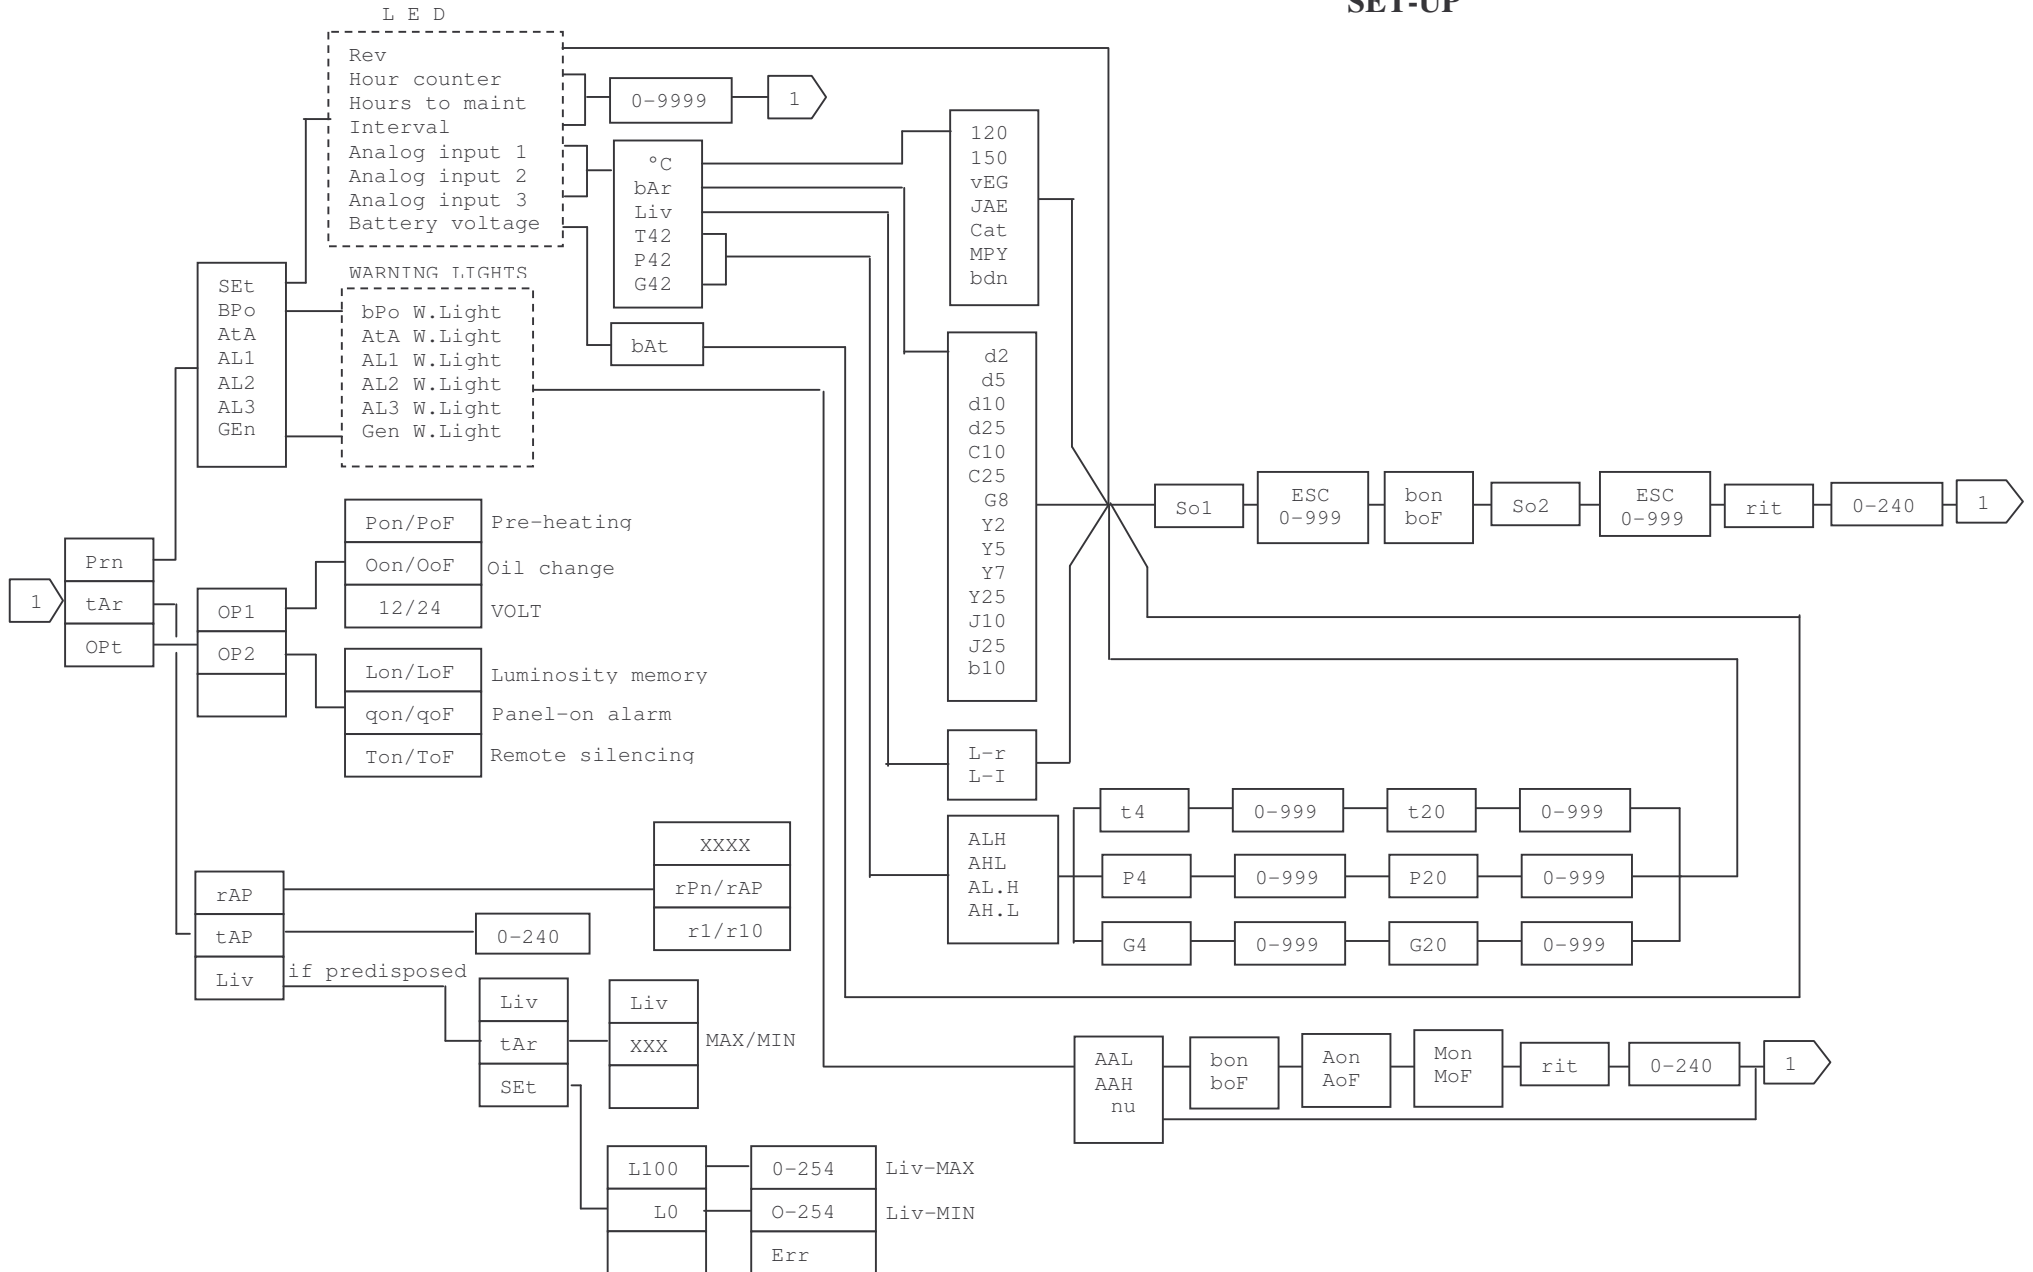 SET-UP
L E D
Rev
Hour counter
Hours to maint
Interval
Analog input 1
Analog input 2
Analog input 3
Battery voltage
0-9999
1
°C
bAr
Liv
T42
P42
G42
bAt
120
150
vEG
JAE
Cat
MPY
bdn
SEt
BPo
AtA
AL1
AL2
AL3
GEn
WARNING LIGHTS
bPo W.Light
AtA W.Light
AL1 W.Light
AL2 W.Light
AL3 W.Light
Gen W.Light
d2
d5
d10
d25
C10
C25
G8
Y2
Y5
Y7
Y25
J10
J25
b10
So1
ESC
0-999
bon
boF
So2
ESC
0-999
rit
0-240
1
1
Prn
tAr
OPt
OP1
OP2
Pon/PoF Pre-heating
Oon/OoF Oil change
12/24 VOLT
Lon/LoF Luminosity memory
qon/qoF Panel-on alarm
Ton/ToF Remote silencing
L-r
L-I
ALH
AHL
AL.H
AH.L
t4 0-999 t20 0-999
P4 0-999 P20 0-999
G4 0-999 G20 0-999
rAP
tAP
Liv
if predisposed
XXXX
rPn/rAP
r1/r10
0-240
Liv
tAr
SEt
Liv
XXX
MAX/MIN
AAL
AAH
nu
bon
boF
Aon
AoF
Mon
MoF
rit
0-240
1
L100 0-254 Liv-MAX
L0 O-254 Liv-MIN
Err